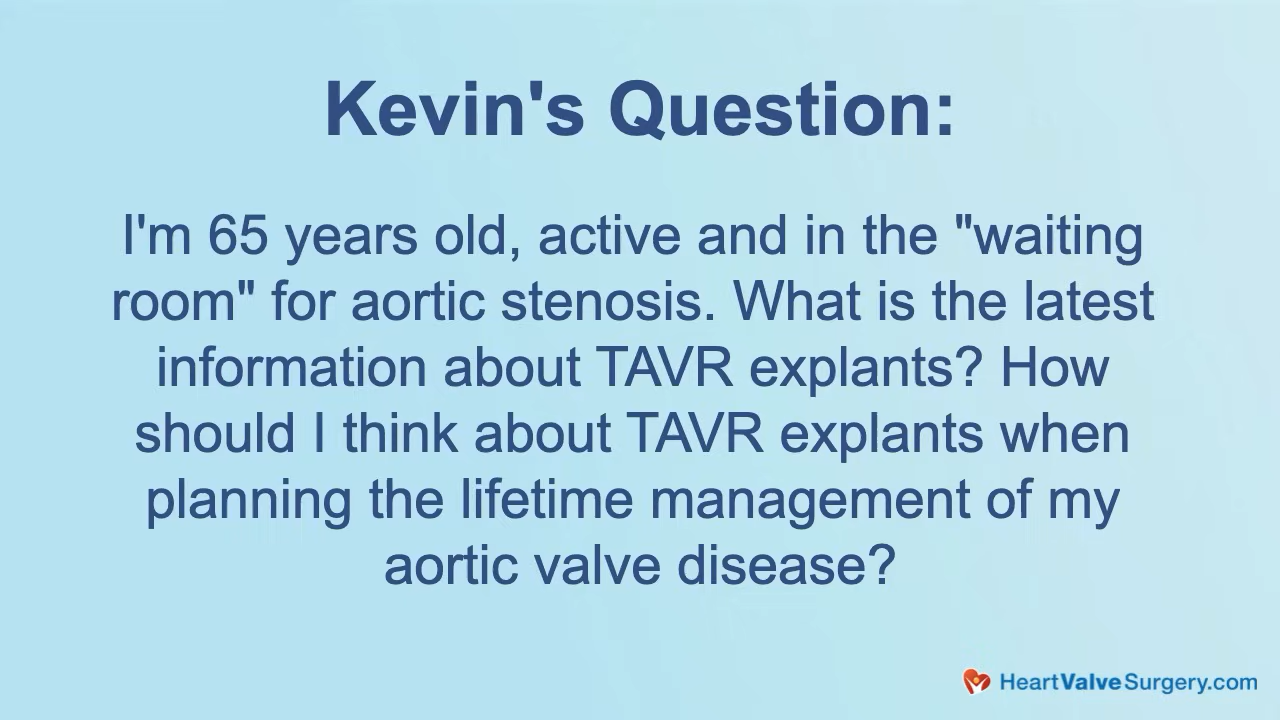 Kevin's Question:
I'm 65 years old, active and in the "waiting
room" for aortic stenosis. What is the latest
information about TAVR explants? How
should I think about TAVR explants when
planning the lifetime management of my
aortic valve disease?
HeartValveSurgery.com